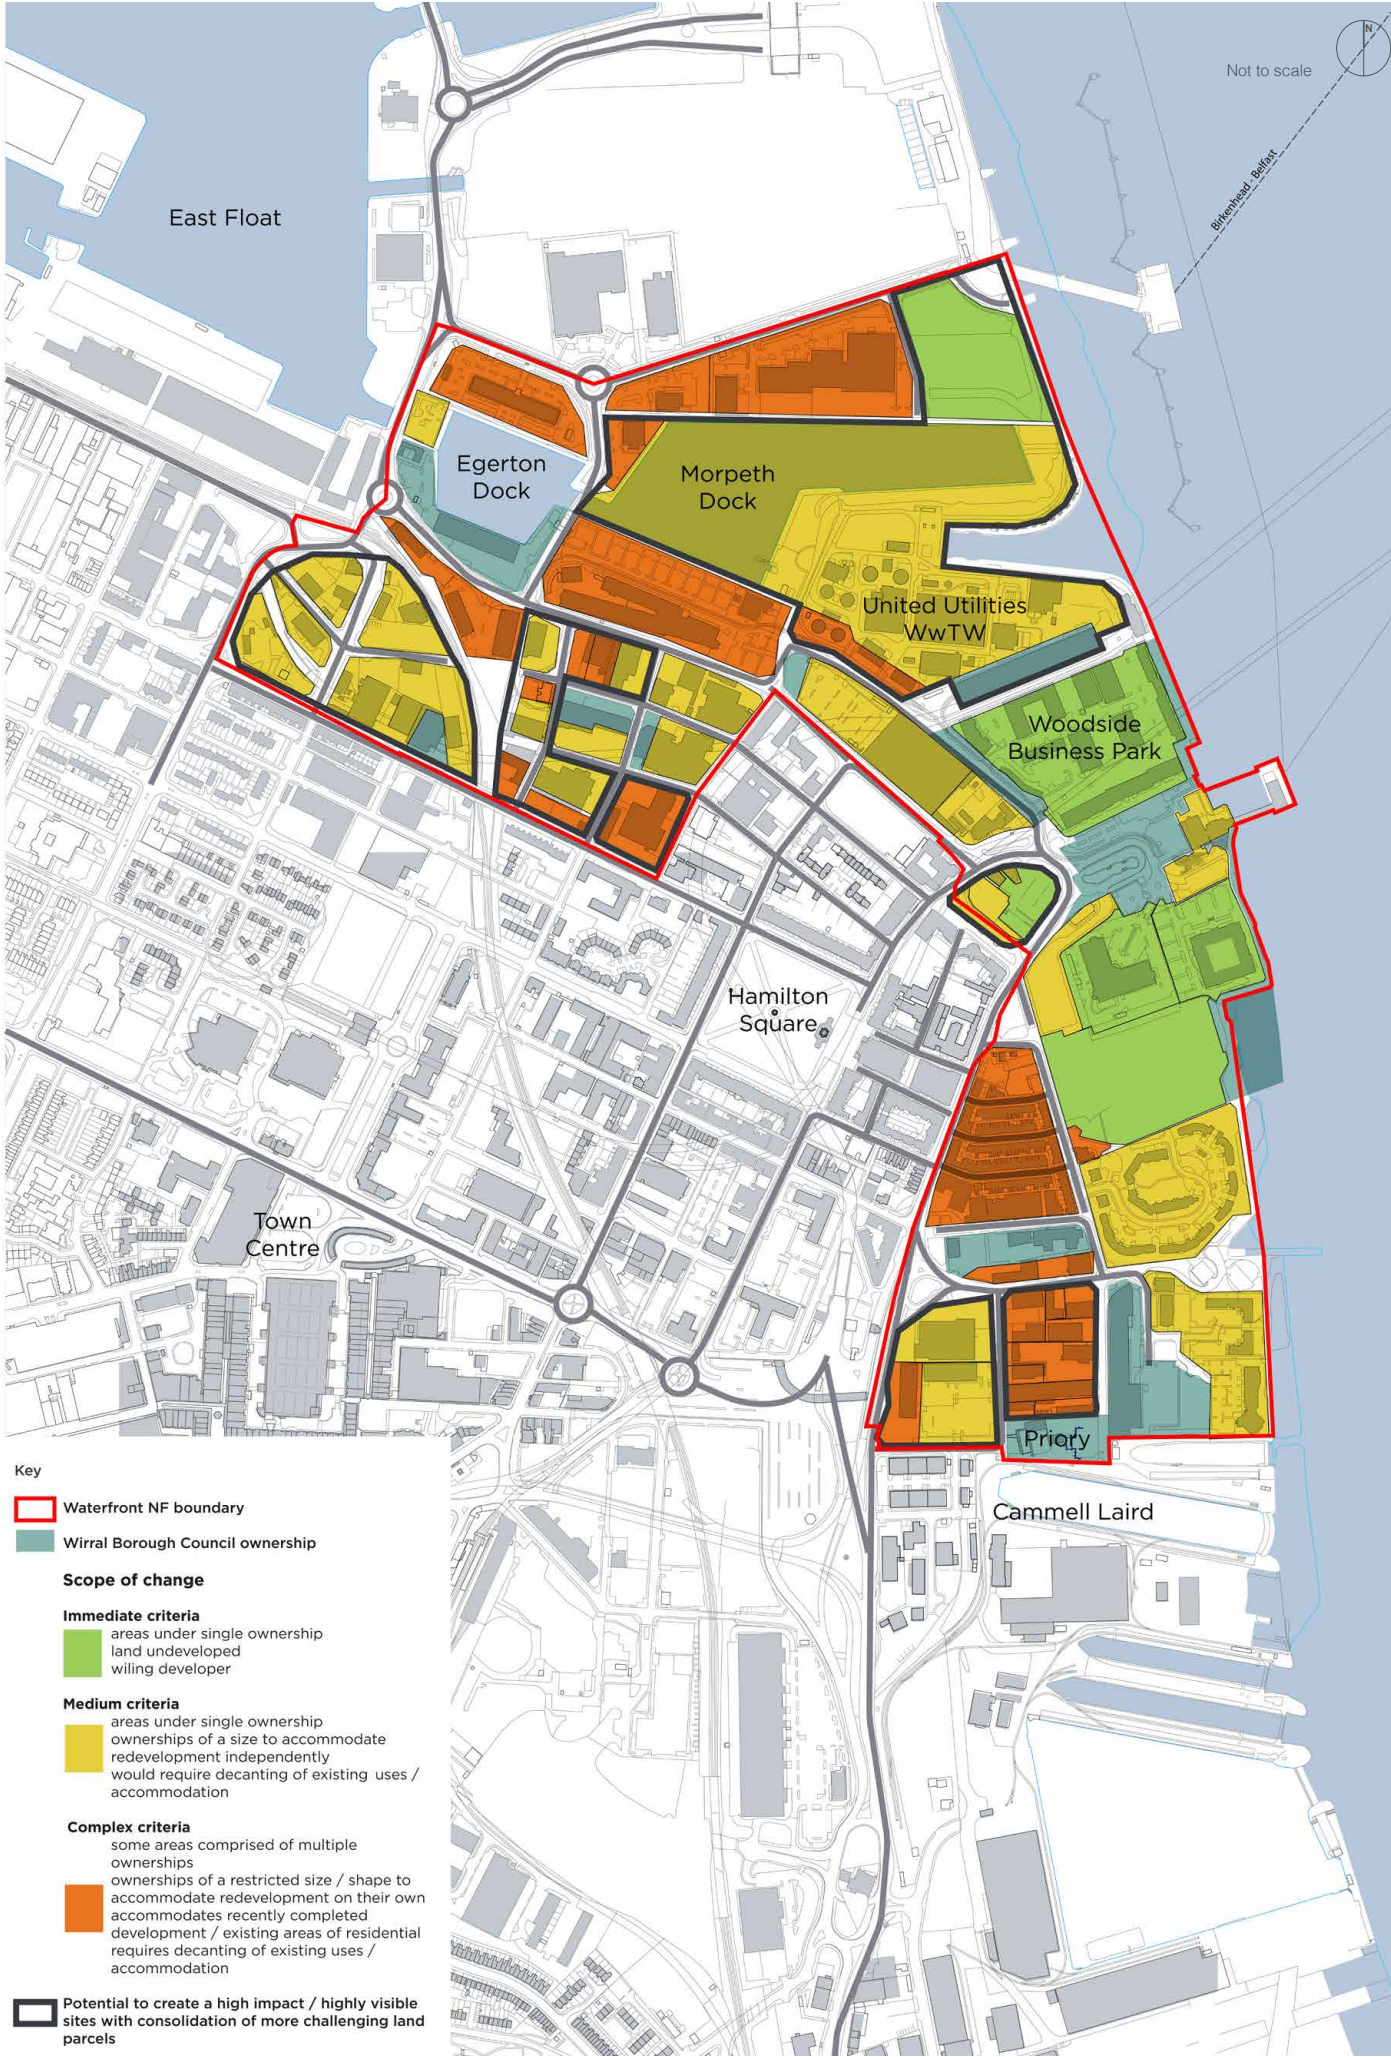 N
Not to scale
Birkenhead - Belfast
East Float
Egerton
Dock
Morpeth
Dock
United Utilities
WwTW
Woodside
Business Park
Hamilton
Square
Town
Centre
Priory
Cammell Laird
Key
Waterfront NF boundary
Wirral Borough Council ownership
Scope of change
Immediate criteria
areas under single ownership
land undeveloped
wiling developer
Medium criteria
areas under single ownership
ownerships of a size to accommodate
redevelopment independently
would require decanting of existing uses /
accommodation
Complex criteria
some areas comprised of multiple
ownerships
ownerships of a restricted size / shape to
accommodate redevelopment on their own
accommodates recently completed
development / existing areas of residential
requires decanting of existing uses /
accommodation
Potential to create a high impact / highly visible
sites with consolidation of more challenging land
parcels